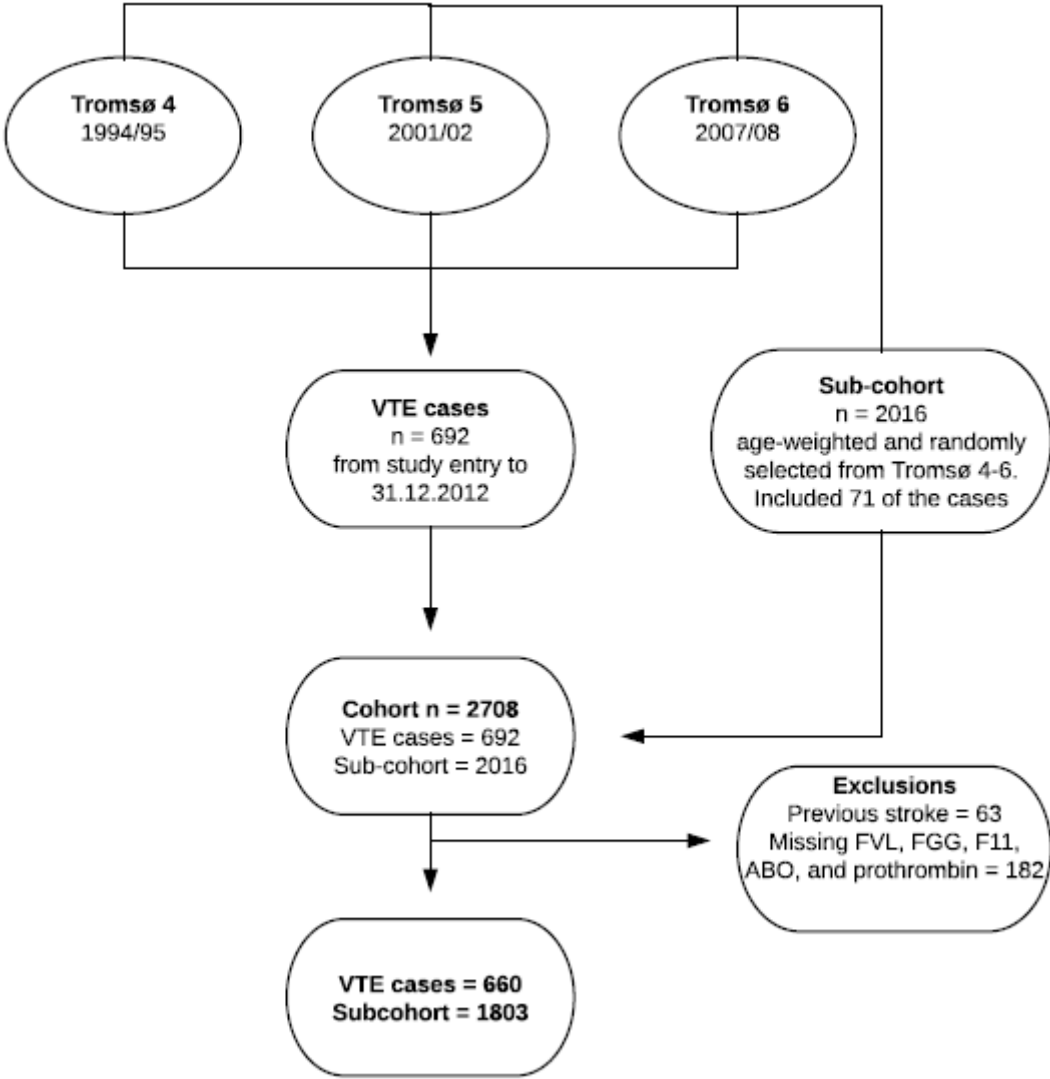 Tromsø 4
1994/95
Tromsø 5
2001/02
Tromsø 6
2007/08
VTE cases
n = 692
from study entry to
31.12.2012
Sub-cohort
n = 2016
age-weighted and randomly
selected from Tromsø 4-6.
Included 71 of the cases
Cohort n = 2708
VTE cases = 692
Sub-cohort = 2016
Exclusions
Previous stroke = 63
Missing FVL, FGG, F11,
ABO, and prothrombin = 182
VTE cases = 660
Subcohort = 1803